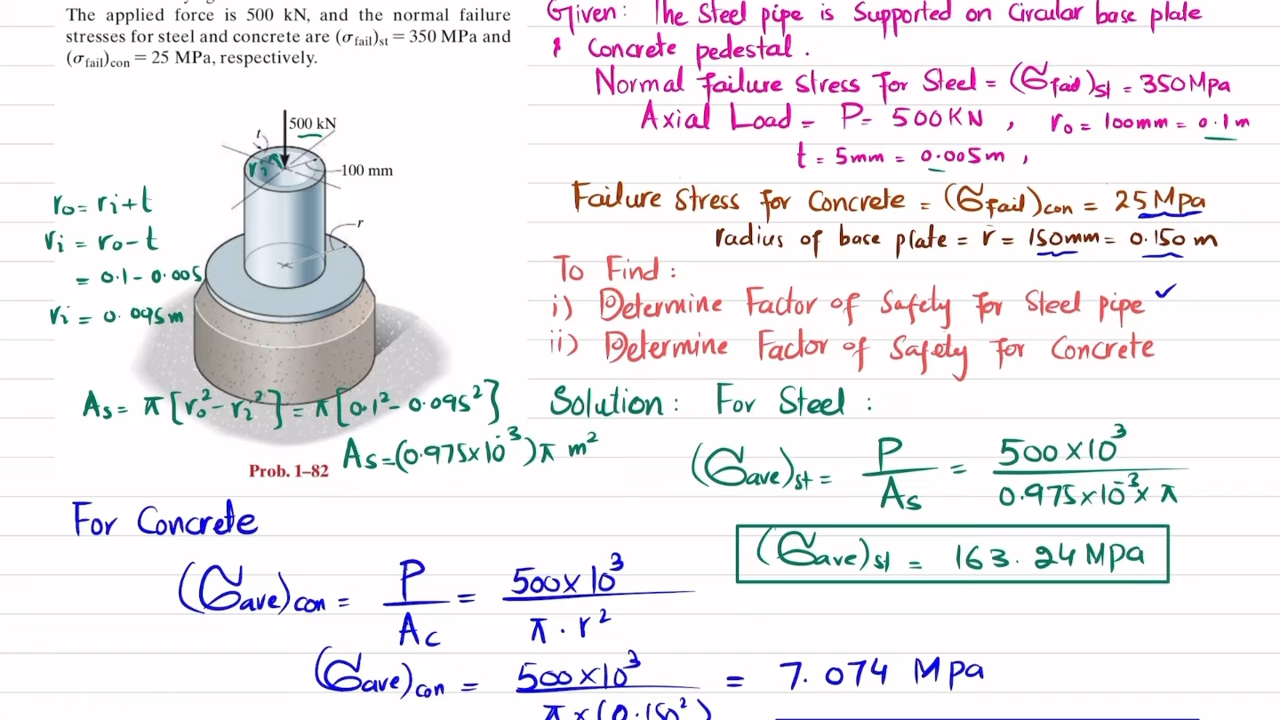 The applied force is 500 kN, and the normal failure
stresses for steel and concrete are (σfail)st = 350 MPa and
(σfail)con = 25 MPa, respectively.
Given: The Steel pipe is Supported on Circular base plate
& Concrete pedestal.
Normal Failure Stress for Steel = (σfail)st = 350MPa
Axial Load = P = 500KN , ro = 100mm = 0.1m
t = 5mm = 0.005m ,
Failure Stress for Concrete = (σfail)con = 25 MPa
radius of base plate = r = 150mm = 0.150 m
To Find:
i) Determine Factor of Safety for Steel pipe ✓
ii) Determine Factor of Safety for Concrete
t
500 kN
ri
100 mm
r
ro = ri + t
ri = ro - t
= 0.1 - 0.005
ri = 0.095m
As = π[ro² - ri²] = π[0.1² - 0.095²]
As = (0.975×10⁻³)π m²
Prob. 1–82
Solution: For Steel :
(σave)st = P/As = 500×10³/0.975×10⁻³×π
(σave)st = 163.24 MPa
For Concrete
(σave)con = P/Ac = 500×10³/π.r²
(σave)con = 500×10³/π×(0.150²) = 7.074 MPa